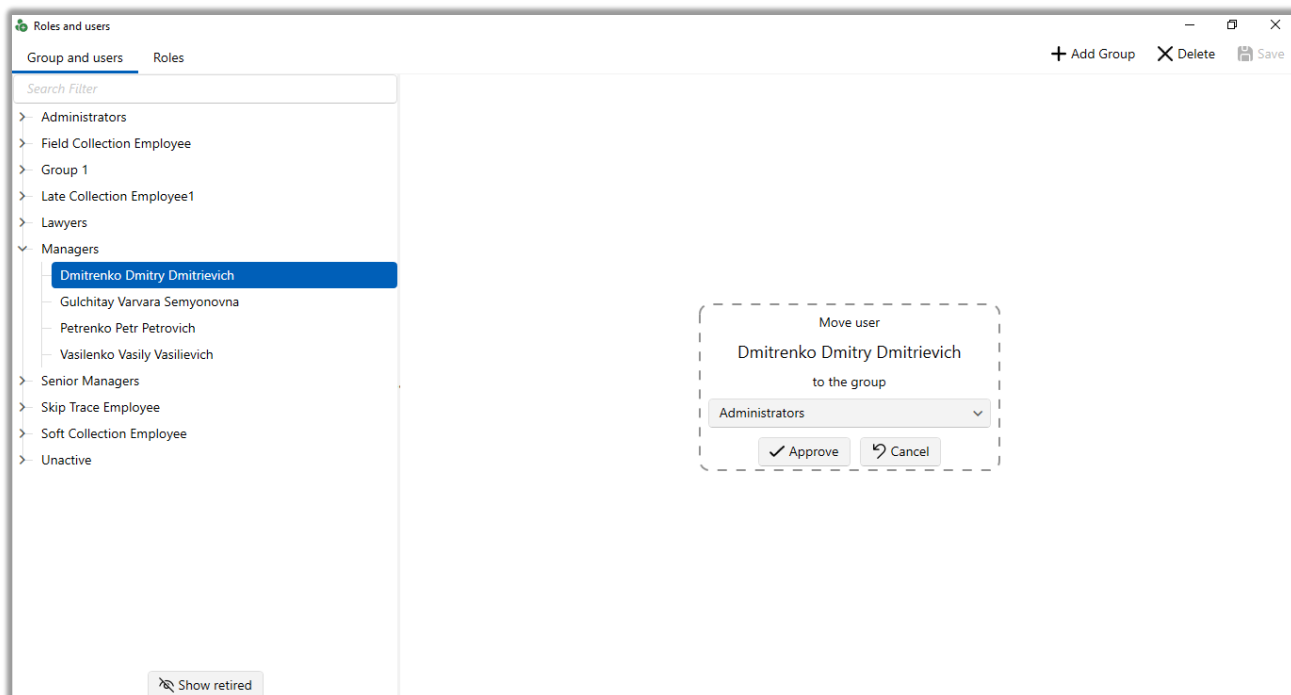 Roles and users
Group and users Roles
Add Group Delete Save
Search Filter
Administrators
Field Collection Employee
Group 1
Late Collection Employee1
Lawyers
Managers
Dmitrenko Dmitry Dmitrievich
Gulchitay Varvara Semyonovna
Petrenko Petr Petrovich
Vasilenko Vasily Vasilievich
Senior Managers
Skip Trace Employee
Soft Collection Employee
Unactive
Show retired
Move user
Dmitrenko Dmitry Dmitrievich
to the group
Administrators
Approve Cancel